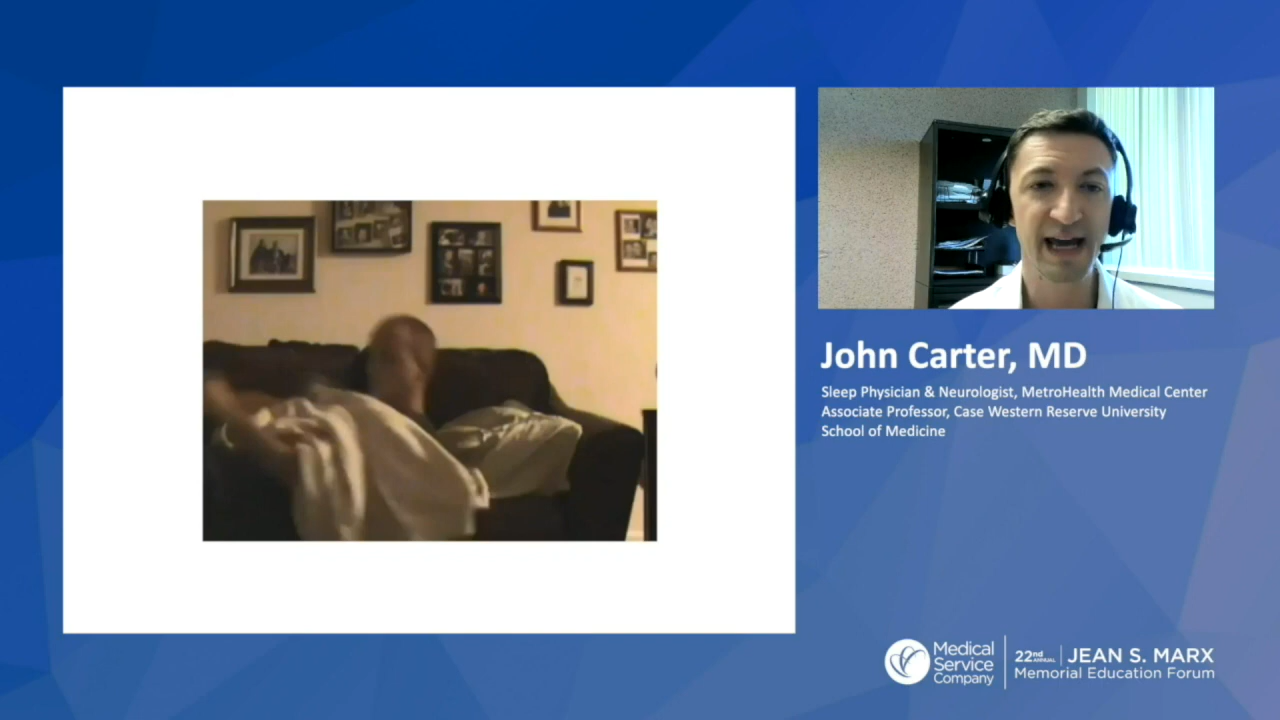 John Carter, MD
Sleep Physician & Neurologist, MetroHealth Medical Center
Associate Professor, Case Western Reserve University
School of Medicine
Medical
Service
Company
22nd ANNUAL
JEAN S. MARX
Memorial Education Forum